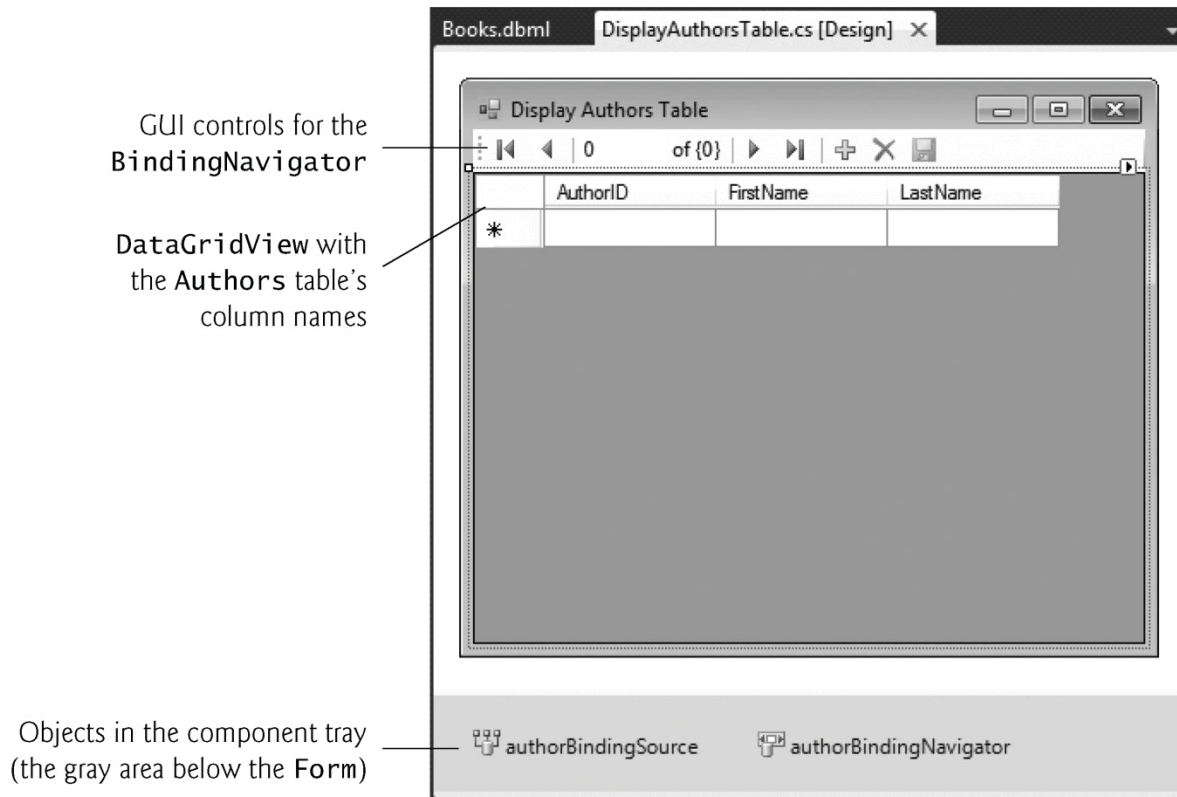 Books.dbml DisplayAuthorsTable.cs [Design]
Display Authors Table
GUI controls for the
BindingNavigator
0 of {0}
AuthorID FirstName LastName
DataGridView with
the Authors table's
column names
Objects in the component tray
(the gray area below the Form)
authorBindingSource authorBindingNavigator